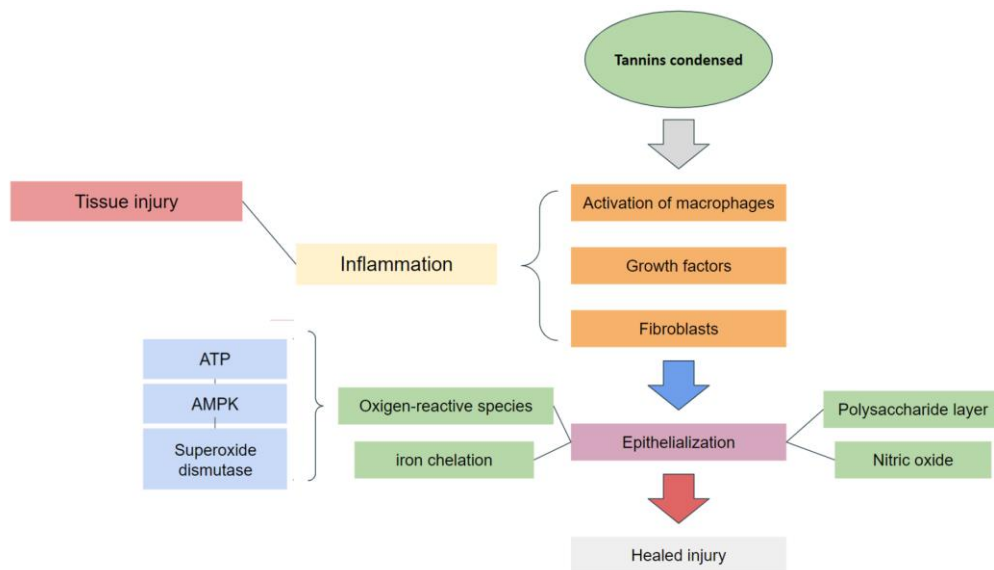 Tannins condensed
Tissue injury
Activation of macrophages
Inflammation
Growth factors
Fibroblasts
ATP
AMPK
Superoxide
dismutase
Oxigen-reactive species
iron chelation
Epithelialization
Polysaccharide layer
Nitric oxide
Healed injury